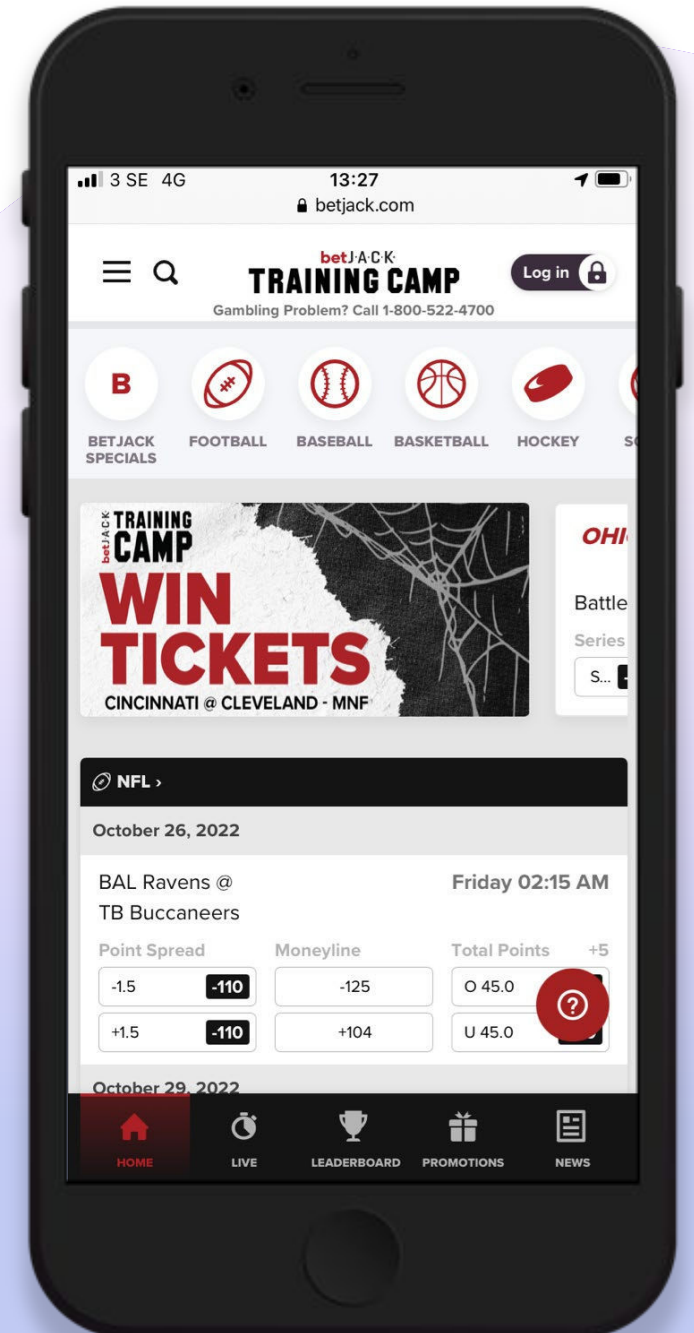 3 SE 4G 13:27
betjack.com
betJ·A·C·K·
TRAINING CAMP
Log in
Gambling Problem? Call 1-800-522-4700
B
BETJACK SPECIALS
FOOTBALL
BASEBALL
BASKETBALL
HOCKEY
betJ·A·C·K·
TRAINING
CAMP
WIN
TICKETS
CINCINNATI @ CLEVELAND - MNF
Battle
Series
S...
NFL ›
October 26, 2022
BAL Ravens @
TB Buccaneers
Friday 02:15 AM
Point Spread Moneyline Total Points +5
-1.5 -110 -125 O 45.0
+1.5 -110 +104 U 45.0
October 29, 2022
HOME LIVE LEADERBOARD PROMOTIONS NEWS